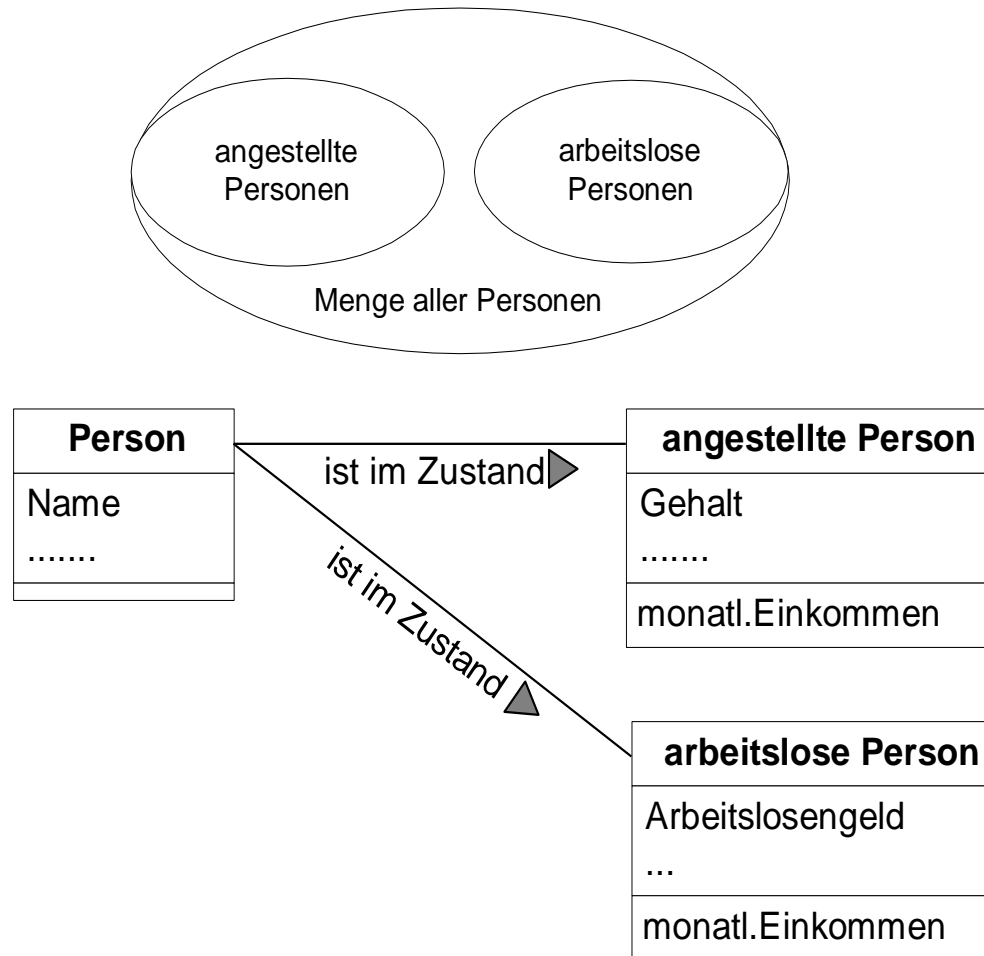 angestellte
Personen
arbeitslose
Personen
Menge aller Personen
Person
Name
.......
ist im Zustand
ist im Zustand
angestellte Person
Gehalt
.......
monatl.Einkommen
arbeitslose Person
Arbeitslosengeld
...
monatl.Einkommen